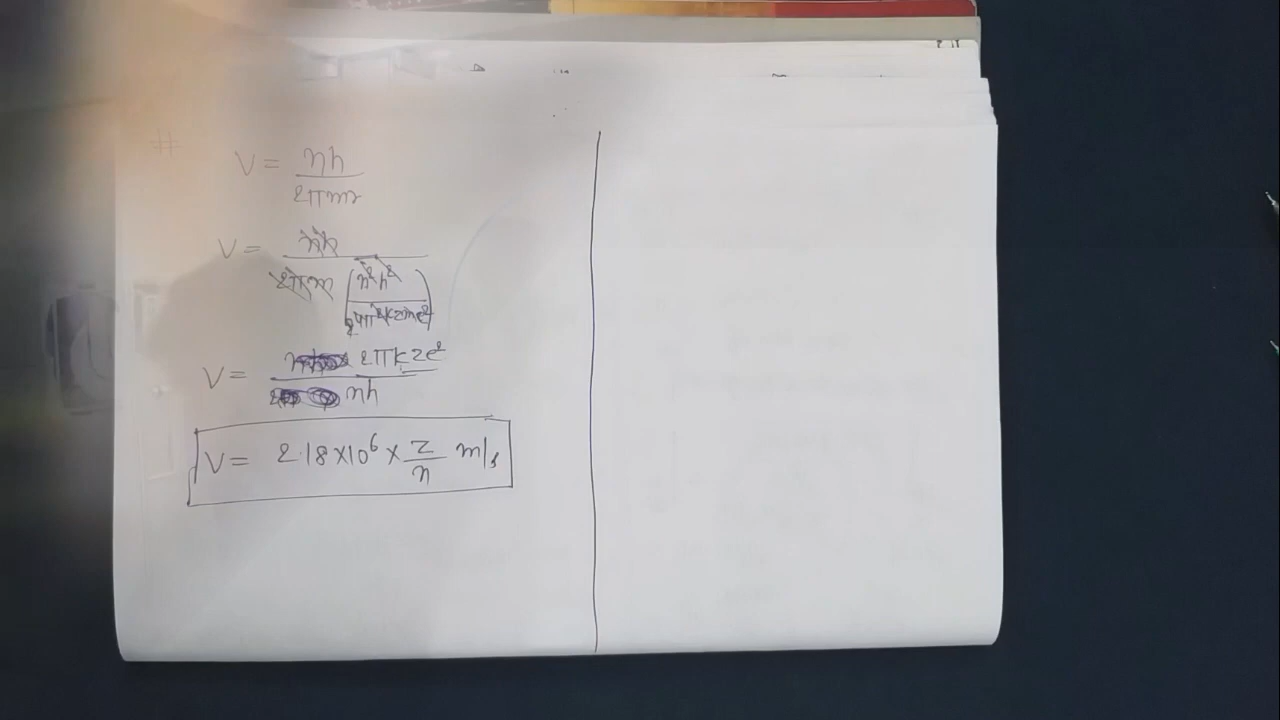 #
V = nh / 2πmr
V = nh / 2πm (n²h² / 4π²kzme²)
V = 2πkze² / nh
V = 2.18 × 10⁶ × z/n m/s